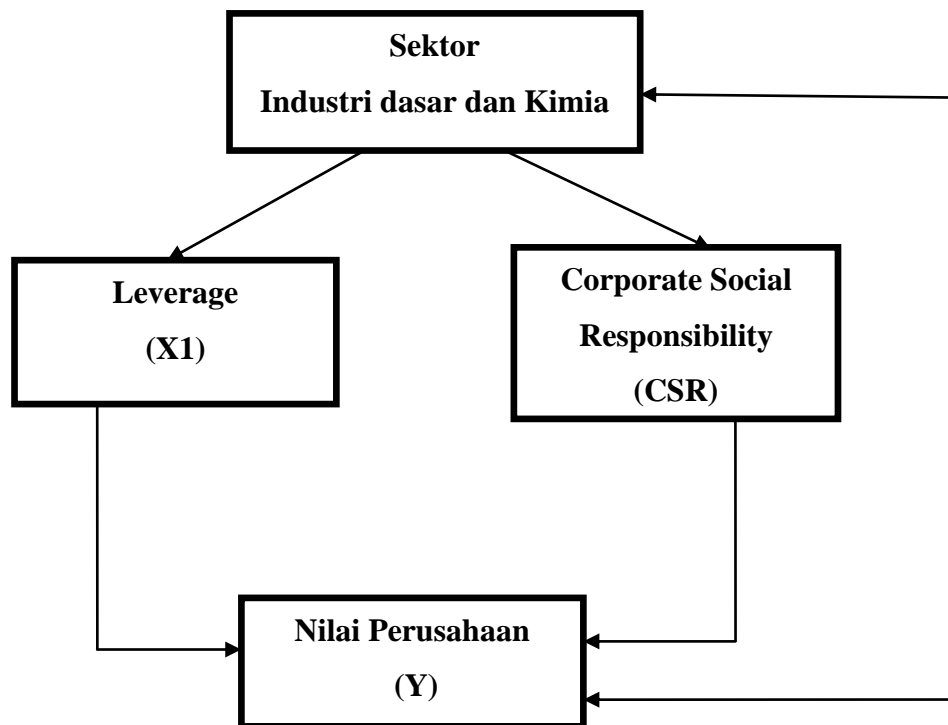 Sektor
Industri dasar dan Kimia
Leverage
(X1)
Corporate Social
Responsibility
(CSR)
Nilai Perusahaan
(Y)